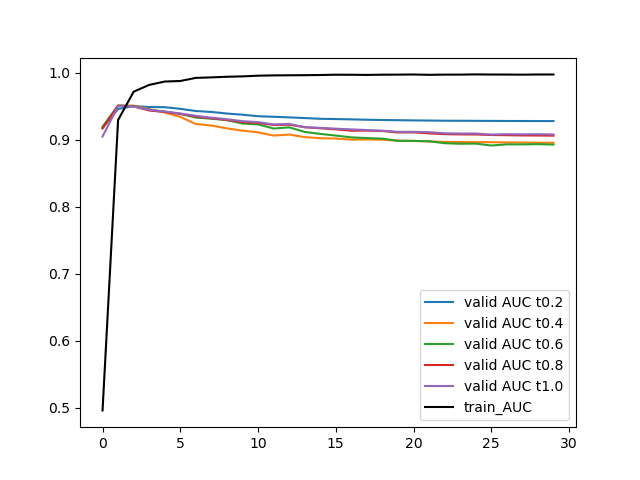 1.0
0.9
0.8
0.7
0.6
0.5
0 5 10 15 20 25 30
valid AUC t0.2
valid AUC t0.4
valid AUC t0.6
valid AUC t0.8
valid AUC t1.0
train_AUC